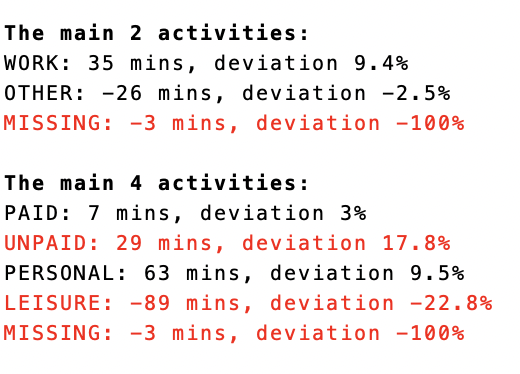 The main 2 activities:
WORK: 35 mins, deviation 9.4%
OTHER: -26 mins, deviation -2.5%
MISSING: -3 mins, deviation -100%
The main 4 activities:
PAID: 7 mins, deviation 3%
UNPAID: 29 mins, deviation 17.8%
PERSONAL: 63 mins, deviation 9.5%
LEISURE: -89 mins, deviation -22.8%
MISSING: -3 mins, deviation -100%